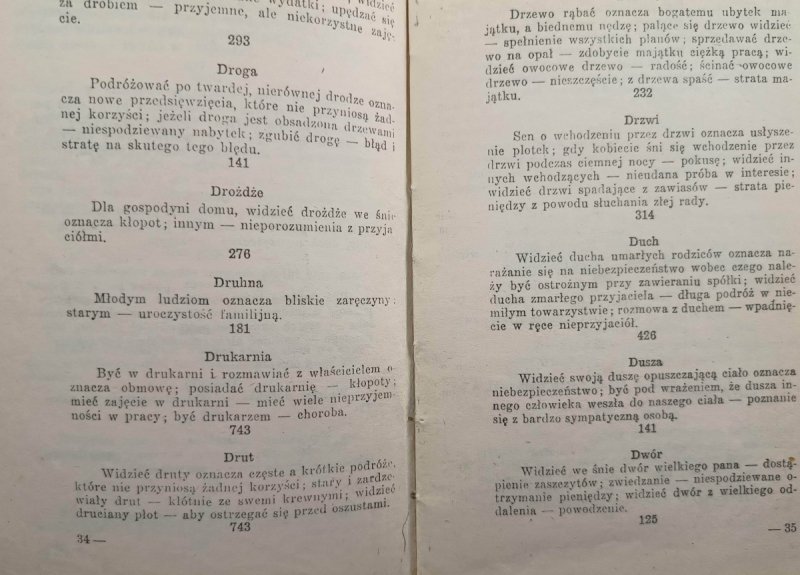 widzieć
wydatki; upędzać się
za drobiem — przyjemne, ale niekorzystne zaję-
cie.
293
Droga
Podróżować po twardej, nierównej drodze ozna-
cza nowe przedsięwzięcia, które nie przyniosą żad-
nej korzyści; jeżeli droga jest obsadzona drzewami
— niespodziewany nabytek; zgubić drogę — błąd i
stratę na skutego tego błędu.
141
Drożdże
Dla gospodyni domu, widzieć drożdże we śnie
oznacza kłopot; innym — nieporozumienia z przyja
ciółmi.
276
Druhna
Młodym ludziom oznacza bliskie zaręczyny;
starym — uroczystość familijną.
181
Drukarnia
Być w drukarni i rozmawiać z właścicielem o-
znacza obmowę; posiadać drukarnię — kłopoty;
mieć zajęcie w drukarni — mieć wiele nieprzyjem-
ności w pracy; być drukarzem — choroba.
743
Drut
Widzieć druty oznacza częste a krótkie podróże,
które nie przyniosą żadnej korzyści; stary i zardze-
wiały drut — kłótnie ze swemi krewnymi; widzieć
druciany płot — aby ostrzegać się przed oszustami.
743
34 —
Drzewo rąbać oznacza bogatemu ubytek ma-
jątku, a biednemu nędzę; palące się drzewo widzieć
— spełnienie wszystkich planów; sprzedawać drze-
wo na opał — zdobycie majątku ciężką pracą; wi-
dzieć owocowe drzewo — radość; ścinać owocowe
drzewo — nieszczęście; z drzewa spaść — strata ma-
jątku.
232
Drzwi
Sen o wchodzeniu przez drzwi oznacza usłysze-
nie plotek; gdy kobiecie śni się wchodzenie przez
drzwi podczas ciemnej nocy — pokusę; widzieć in-
nych wchodzących — nieudana próba w interesie;
widzieć drzwi spadające z zawiasów — strata pie-
niędzy z powodu słuchania złej rady.
314
Duch
Widzieć ducha umarłych rodziców oznacza na-
rażanie się na niebezpieczeństwo wobec czego nale-
ży być ostrożnym przy zawieraniu spółki; widzieć
ducha zmarłego przyjaciela — długa podróż w nie-
miłym towarzystwie; rozmowa z duchem — wpadnię-
cie w ręce nieprzyjaciół.
426
Dusza
Widzieć swoją duszę opuszczającą ciało oznacza
niebezpieczeństwo; być pod wrażeniem, że dusza in-
nego człowieka weszła do naszego ciała — poznanie
się z bardzo sympatyczną osobą.
141
Dwór
Widzieć we śnie dwór wielkiego pana — dostą-
pienie zaszczytów; zwiedzanie — niespodziewane o-
trzymanie pieniędzy; widzieć dwór z wielkiego od-
dalenia — powodzenie.
125
— 35